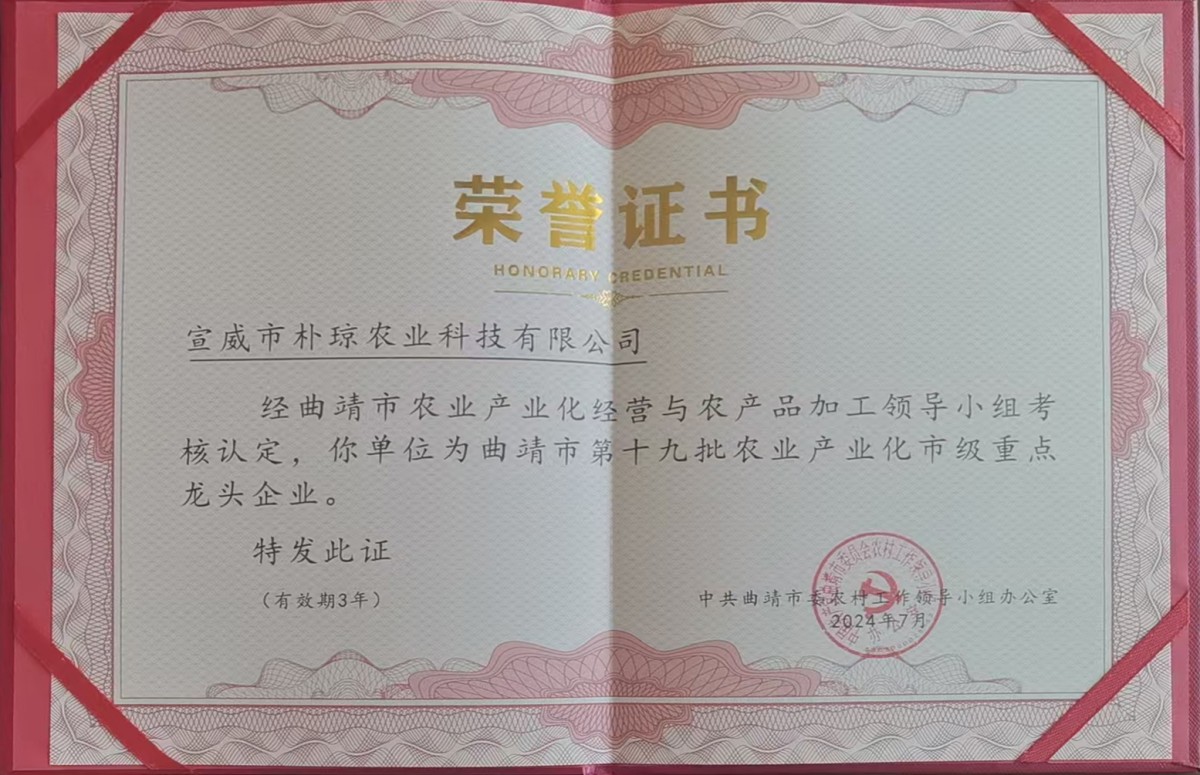 荣誉证书
HONORARY CREDENTIAL
宣威市朴琼农业科技有限公司
经曲靖市农业产业化经营与农产品加工领导小组考
核认定，你单位为曲靖市第十九批农业产业化市级重点
龙头企业。
特发此证
（有效期3年）
中共曲靖市委农村工作领导小组办公室
2024年7月